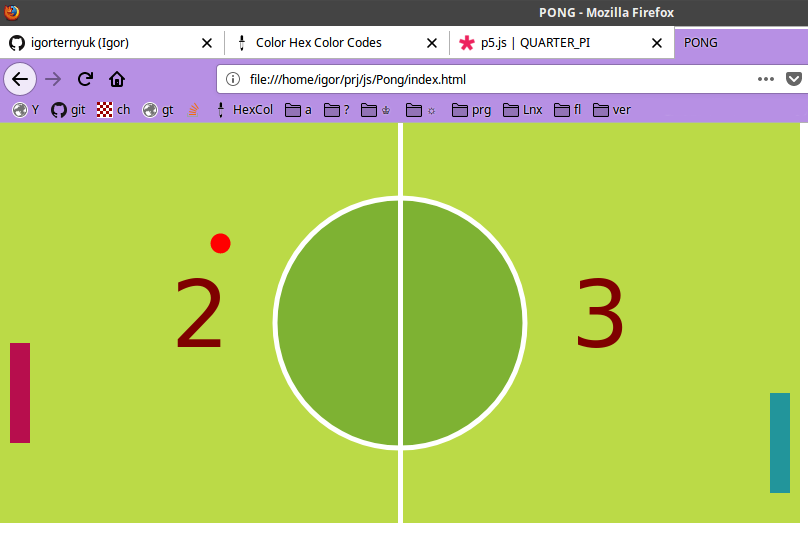 PONG - Mozilla Firefox
igorternyuk (Igor) Color Hex Color Codes p5.js | QUARTER_PI PONG
file:///home/igor/prj/js/Pong/index.html
Y git ch gt HexCol a ? prg Lnx fl ver
2 3